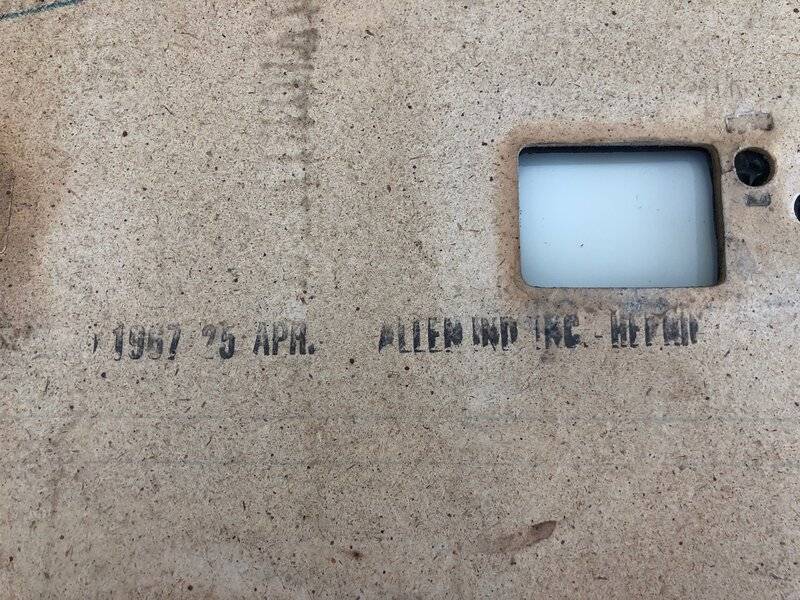 1967 25 APR. ALLEN IND INC. -